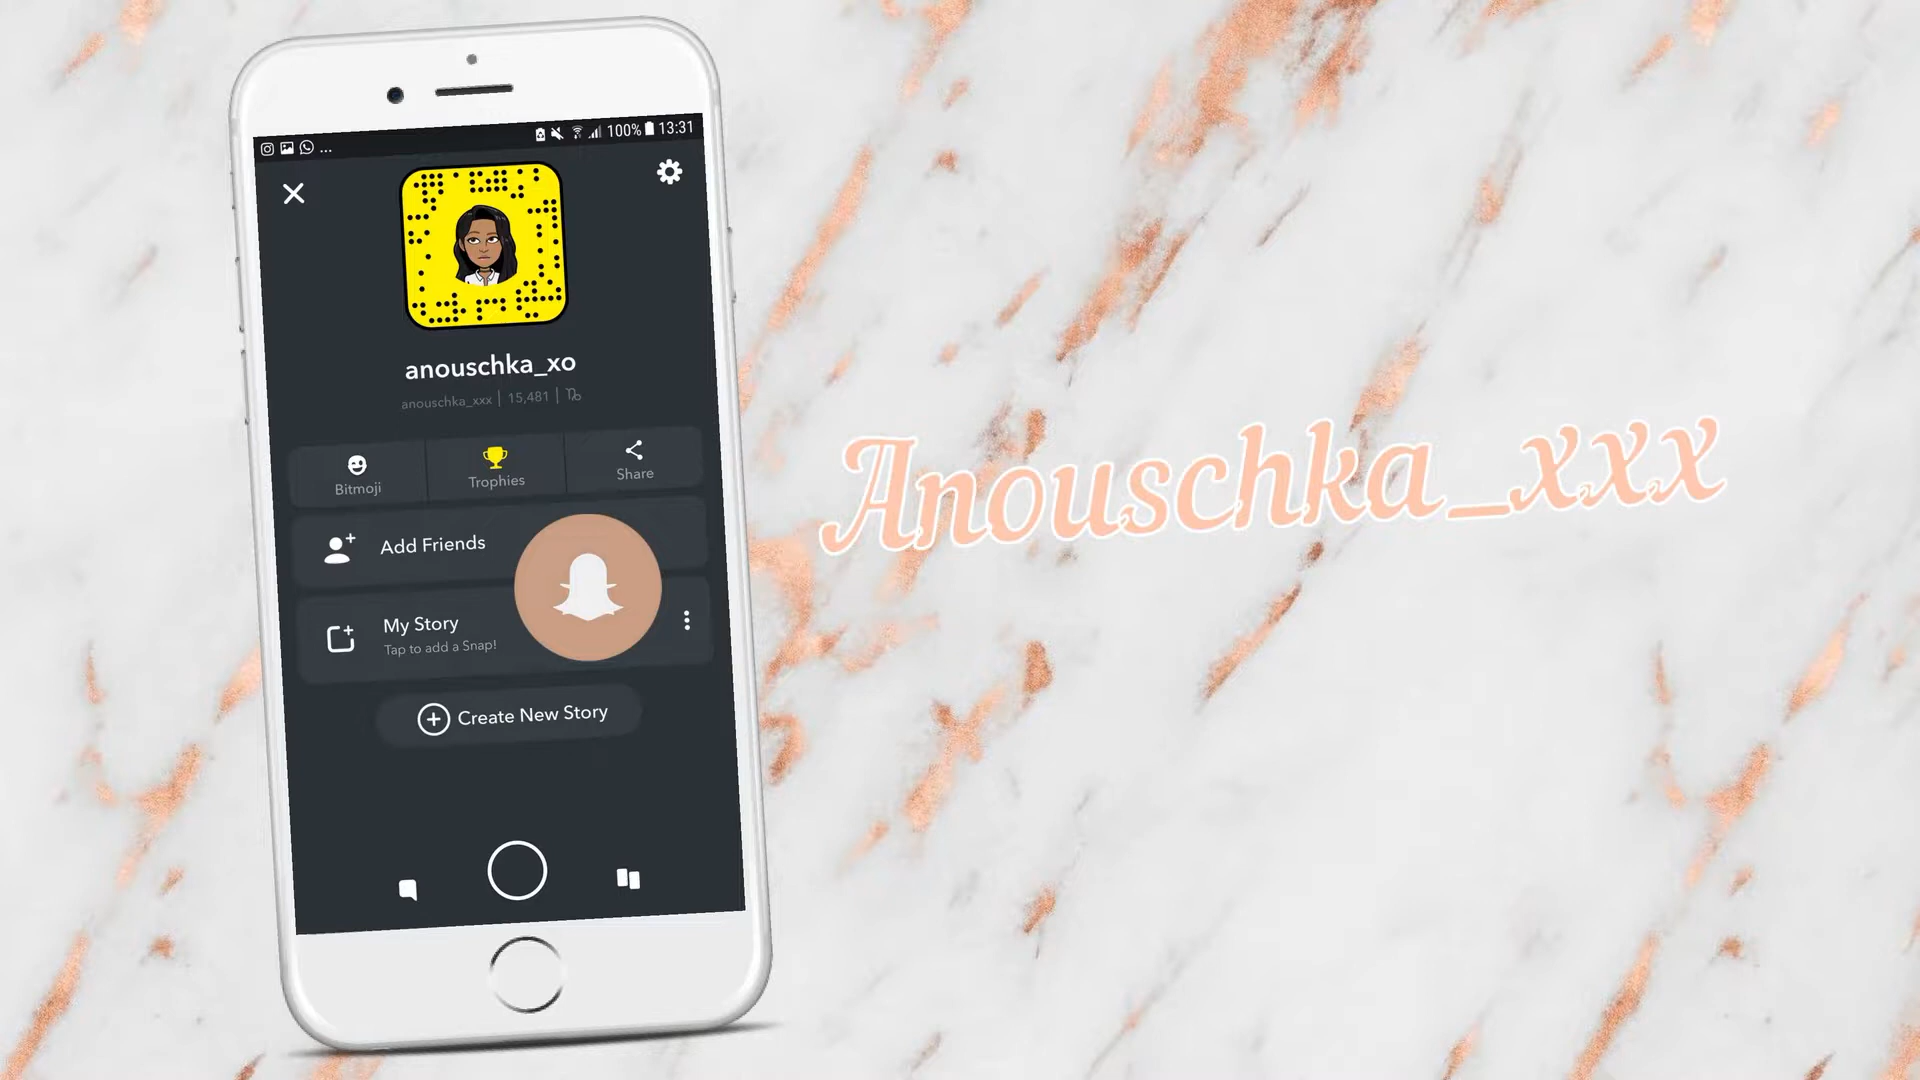 ... 100% 13:31
anouschka_xo
anouschka_xxx | 15,481 | ♑
Bitmoji
Trophies
Share
Add Friends
My Story
Tap to add a Snap!
Create New Story
Anouschka_xxx